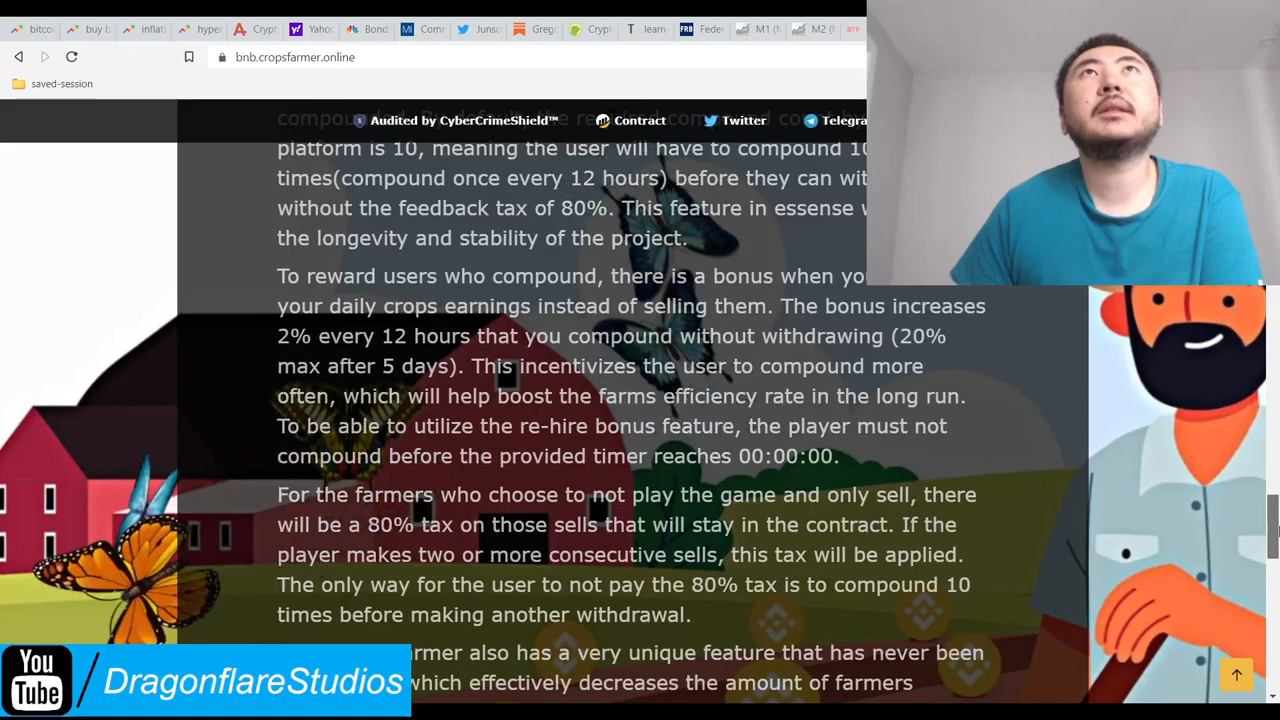 bitco
buy b
inflati
hyper
Crypt
Yahoo
Bond
Comr
Junso
Greg
Crypt
learn
Feder
M1 (
M2 (
bnb.cropsfarmer.online
saved-session
Audited by CyberCrimeShield™ Contract Twitter Telegra
platform is 10, meaning the user will have to compound 10
times(compound once every 12 hours) before they can wit
without the feedback tax of 80%. This feature in essense
the longevity and stability of the project.
To reward users who compound, there is a bonus when you
your daily crops earnings instead of selling them. The bonus increases
2% every 12 hours that you compound without withdrawing (20%
max after 5 days). This incentivizes the user to compound more
often, which will help boost the farms efficiency rate in the long run.
To be able to utilize the re-hire bonus feature, the player must not
compound before the provided timer reaches 00:00:00.
For the farmers who choose to not play the game and only sell, there
will be a 80% tax on those sells that will stay in the contract. If the
player makes two or more consecutive sells, this tax will be applied.
The only way for the user to not pay the 80% tax is to compound 10
times before making another withdrawal.
armer also has a very unique feature that has never been
which effectively decreases the amount of farmers
You
Tube
/ DragonflareStudios